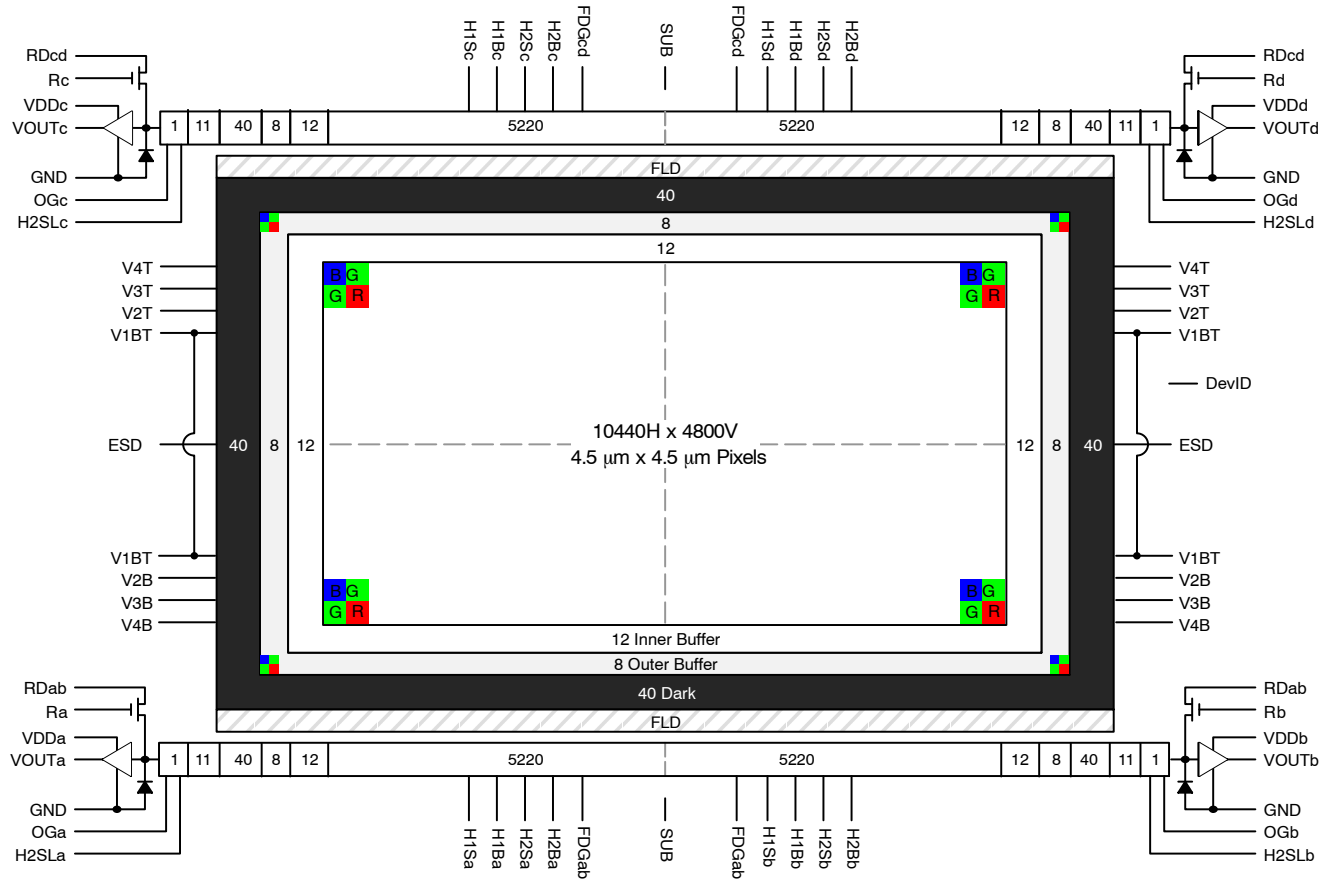 H1Sc
H1Bc
H2Sc
H2Bc
FDGcd
SUB
FDGcd
H1Sd
H1Bd
H2Sd
H2Bd
RDcd
Rc
VDDc
VOUTc
GND
OGc
H2SLc
RDcd
Rd
VDDd
VOUTd
GND
OGd
H2SLd
1 11 40 8 12 5220 5220 12 8 40 11 1
FLD
40
8
12
B G
G R
B G
G R
V4T
V3T
V2T
V1BT
V4T
V3T
V2T
V1BT
DevID
ESD
40 8 12
10440H x 4800V
4.5 µm x 4.5 µm Pixels
12 8 40
ESD
V1BT
V2B
V3B
V4B
V1BT
V2B
V3B
V4B
B G
G R
B G
G R
12 Inner Buffer
8 Outer Buffer
40 Dark
FLD
RDab
Ra
VDDa
VOUTa
GND
OGa
H2SLa
RDab
Rb
VDDb
VOUTb
GND
OGb
H2SLb
1 11 40 8 12 5220 5220 12 8 40 11 1
H1Sa
H1Ba
H2Sa
H2Ba
FDGab
SUB
FDGab
H1Sb
H1Bb
H2Sb
H2Bb